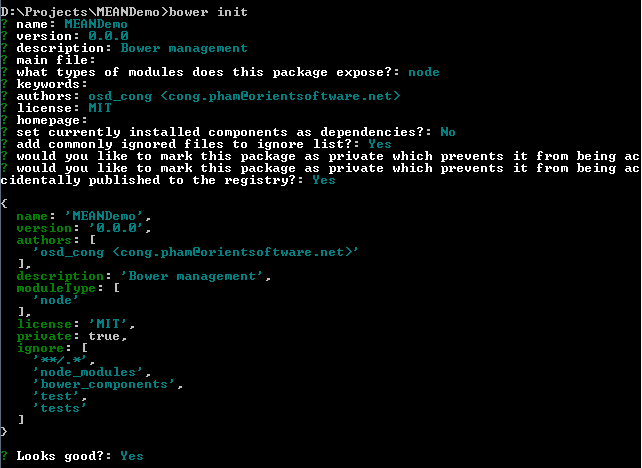 D:\Projects\MEANDemo>bower init
? name: MEANDemo
? version: 0.0.0
? description: Bower management
? main file:
? what types of modules does this package expose?: node
? keywords:
? authors: osd_cong <cong.pham@orientsoftware.net>
? license: MIT
? homepage:
? set currently installed components as dependencies?: No
? add commonly ignored files to ignore list?: Yes
? would you like to mark this package as private which prevents it from being ac
? would you like to mark this package as private which prevents it from being ac
cidentally published to the registry?: Yes
{
  name: 'MEANDemo',
  version: '0.0.0',
  authors: [
    'osd_cong <cong.pham@orientsoftware.net>'
  ],
  description: 'Bower management',
  moduleType: [
    'node'
  ],
  license: 'MIT',
  private: true,
  ignore: [
    '**/.*',
    'node_modules',
    'bower_components',
    'test',
    'tests'
  ]
}
? Looks good?: Yes